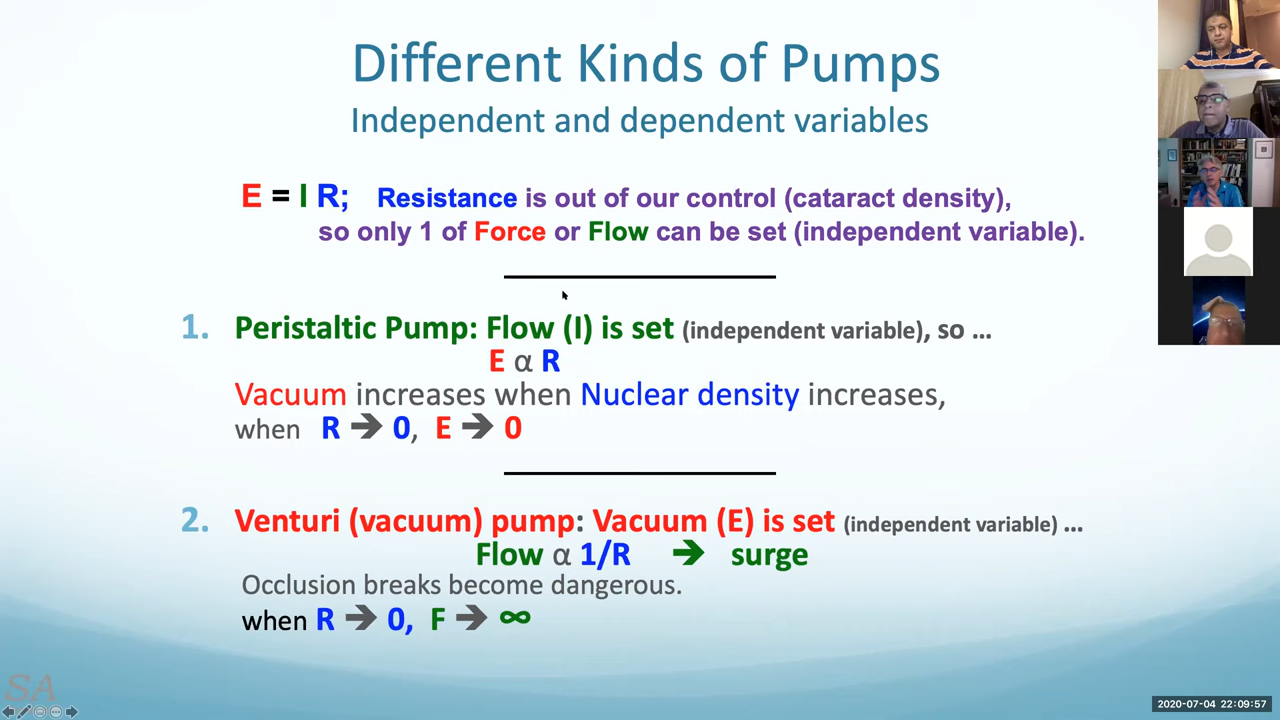 Different Kinds of Pumps
Independent and dependent variables
E = I R; Resistance is out of our control (cataract density),
so only 1 of Force or Flow can be set (independent variable).
1. Peristaltic Pump: Flow (I) is set (independent variable), so ...
E α R
Vacuum increases when Nuclear density increases,
when R ➔ 0, E ➔ 0
2. Venturi (vacuum) pump: Vacuum (E) is set (independent variable) ...
Flow α 1/R ➔ surge
Occlusion breaks become dangerous.
when R ➔ 0, F ➔ ∞
SA
2020-07-04 22:09:57